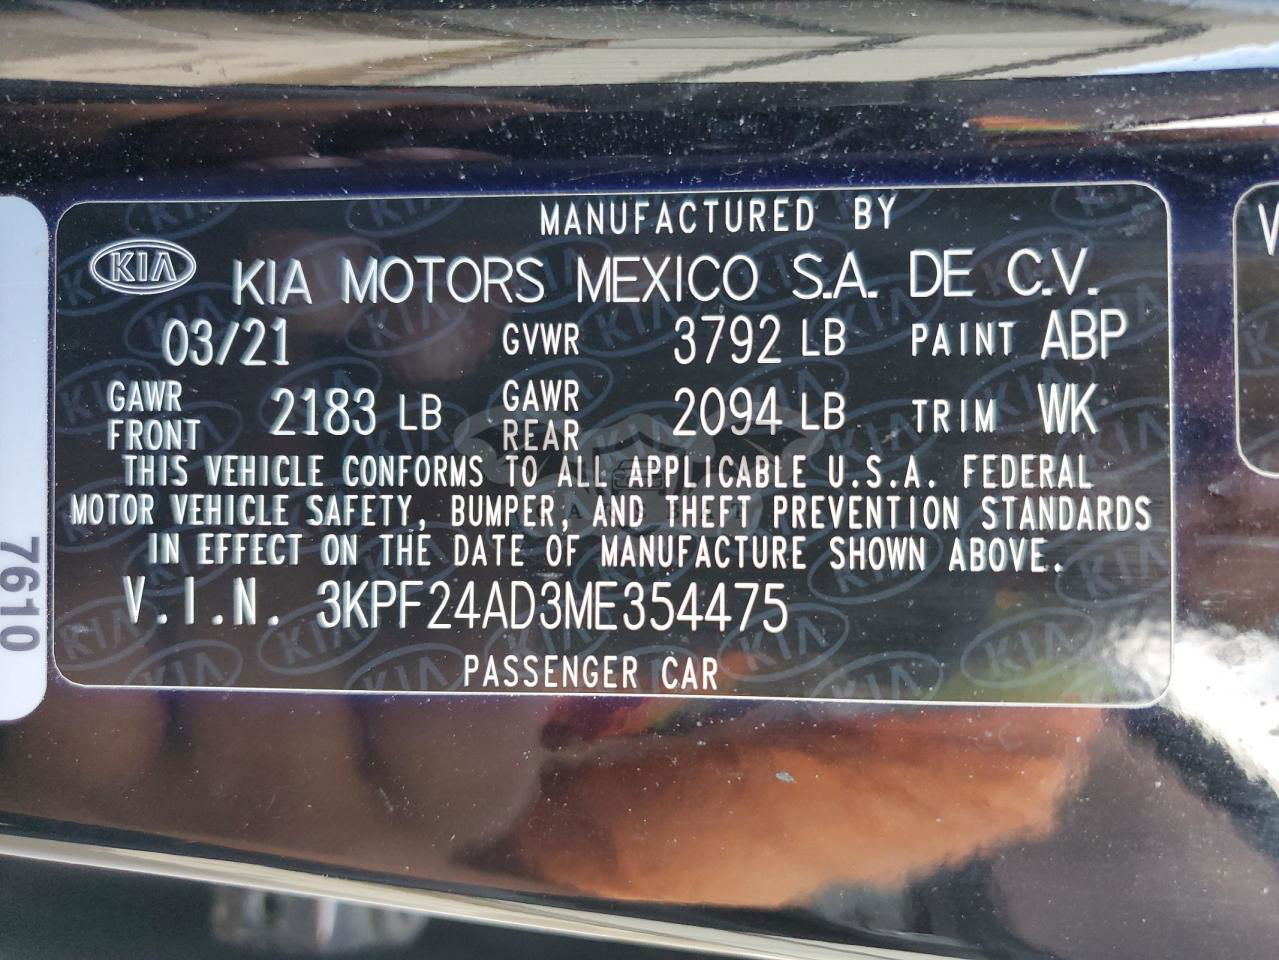 MANUFACTURED BY
KIA KIA MOTORS MEXICO S.A. DE C.V.
03/21 GVWR 3792 LB PAINT ABP
GAWR FRONT 2183 LB GAWR REAR 2094 LB TRIM WK
THIS VEHICLE CONFORMS TO ALL APPLICABLE U.S.A. FEDERAL
MOTOR VEHICLE SAFETY, BUMPER, AND THEFT PREVENTION STANDARDS
IN EFFECT ON THE DATE OF MANUFACTURE SHOWN ABOVE.
V.I.N. 3KPF24AD3ME354475
PASSENGER CAR
7610
V